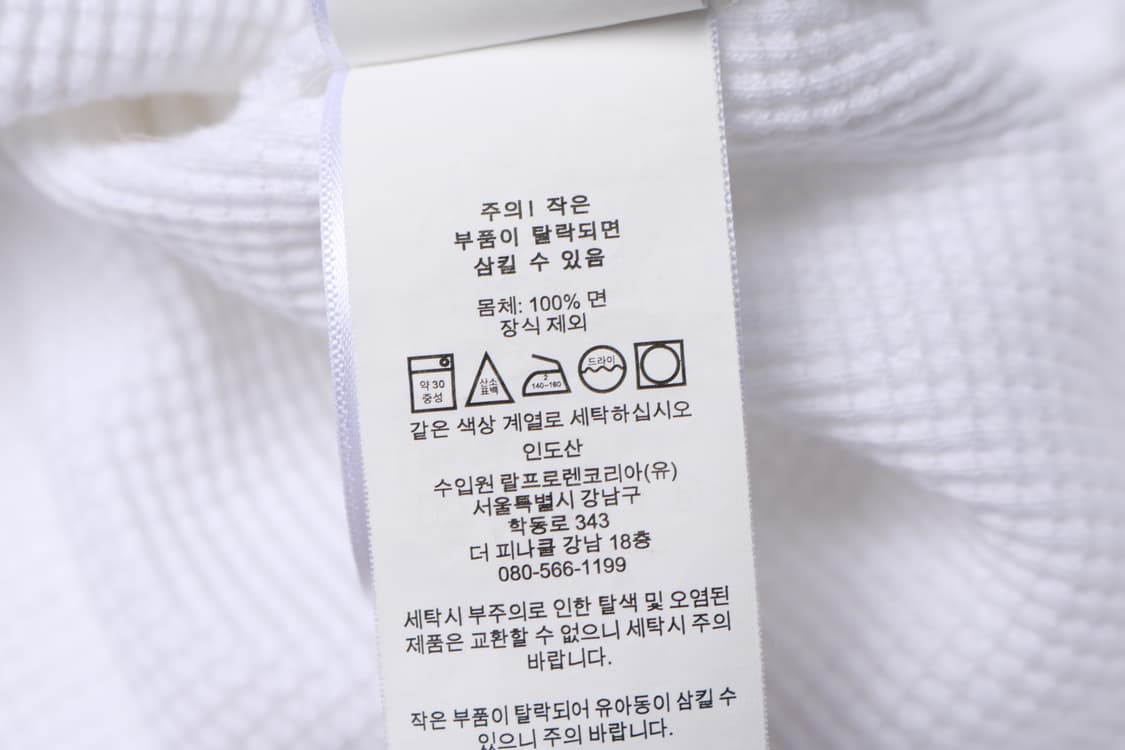 주의! 작은
부품이 탈락되면
삼킬 수 있음
몸체: 100% 면
장식 제외
약 30
중성
산소
표백
2
140~160
드라이
같은 색상 계열로 세탁하십시오
인도산
수입원 랄프로렌코리아(유)
서울특별시 강남구
학동로 343
더 피나클 강남 18층
080-566-1199
세탁시 부주의로 인한 탈색 및 오염된
제품은 교환할 수 없으니 세탁시 주의
바랍니다.
작은 부품이 탈락되어 유아동이 삼킬 수
있으니 주의 바랍니다.